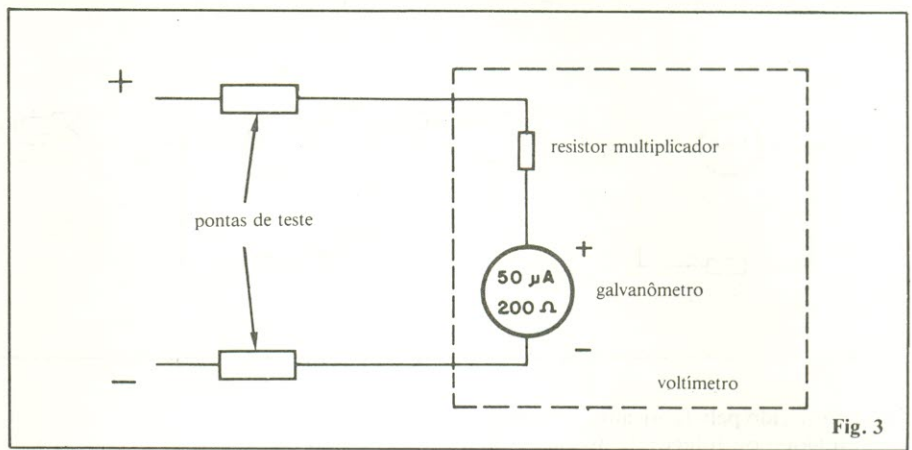 +
resistor multiplicador
pontas de teste
+
50 µA
200 Ω
galvanômetro
−
−
voltímetro
Fig. 3